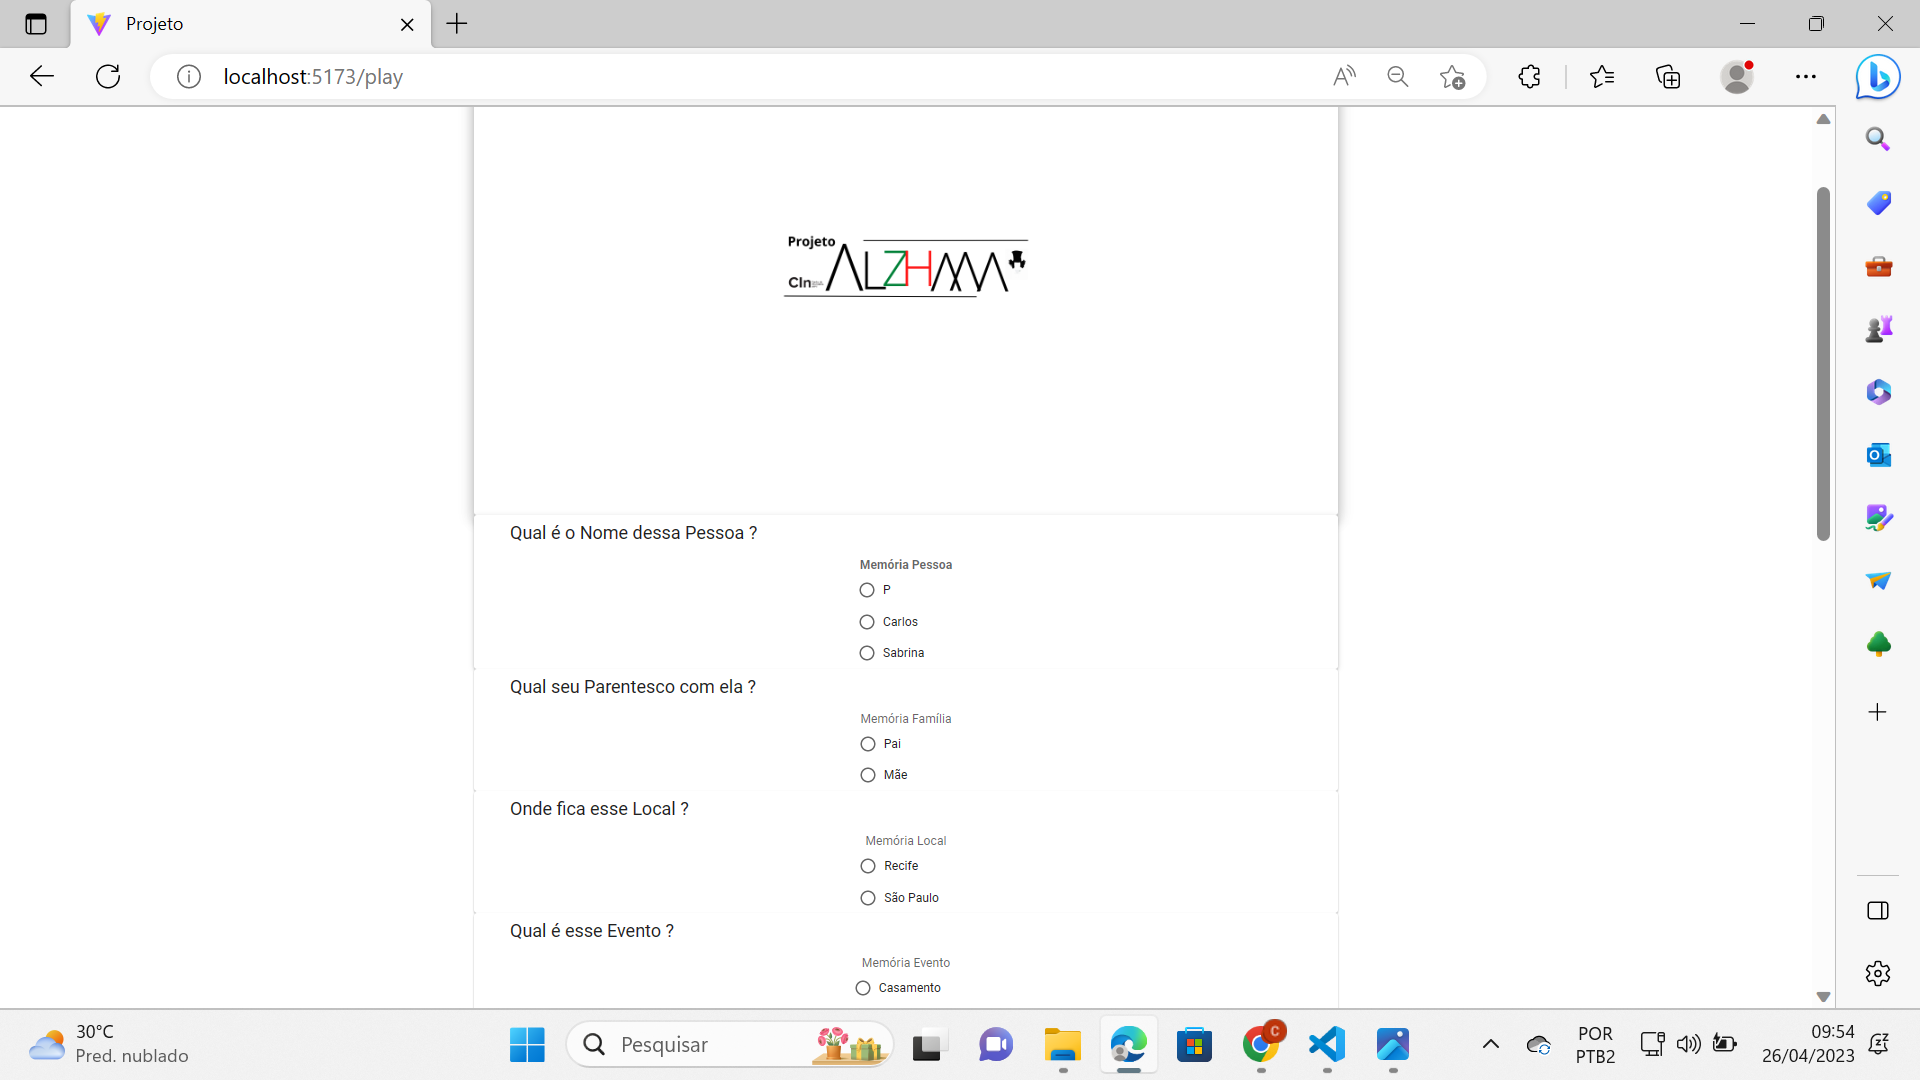 Projeto
localhost:5173/play
Projeto
CIn
ALZHMA
Qual é o Nome dessa Pessoa ?
Memória Pessoa
P
Carlos
Sabrina
Qual seu Parentesco com ela ?
Memória Família
Pai
Mãe
Onde fica esse Local ?
Memória Local
Recife
São Paulo
Qual é esse Evento ?
Memória Evento
Casamento
30°C
Pred. nublado
Pesquisar
C
POR
PTB2
09:54
26/04/2023